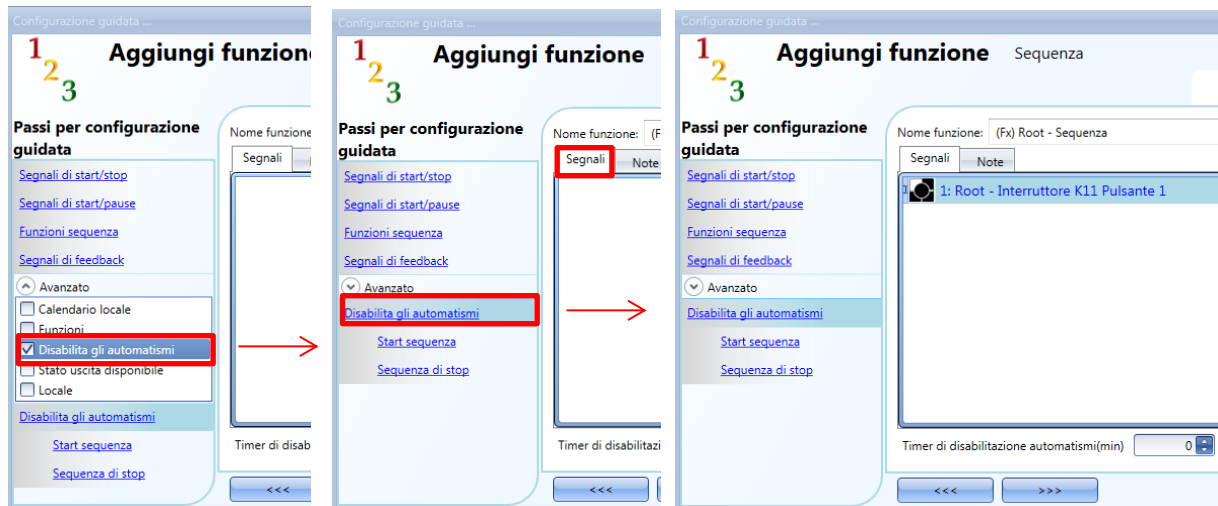 Configurazione guidata ...
1 2 3
Aggiungi funzion
Passi per configurazione
guidata
Segnali di start/stop
Segnali di start/pause
Funzioni sequenza
Segnali di feedback
Avanzato
Calendario locale
Funzioni
Disabilita gli automatismi
Stato uscita disponibile
Locale
Disabilita gli automatismi
Start sequenza
Sequenza di stop
Nome funzione
Segnali
Timer di disab
<<<
Configurazione guidata ...
1 2 3
Aggiungi funzione
Passi per configurazione
guidata
Segnali di start/stop
Segnali di start/pause
Funzioni sequenza
Segnali di feedback
Avanzato
Disabilita gli automatismi
Start sequenza
Sequenza di stop
Nome funzione: (F
Segnali Note
Timer di disabilitazi
<<<
Configurazione guidata ...
1 2 3
Aggiungi funzione Sequenza
Passi per configurazione
guidata
Segnali di start/stop
Segnali di start/pause
Funzioni sequenza
Segnali di feedback
Avanzato
Disabilita gli automatismi
Start sequenza
Sequenza di stop
Nome funzione: (Fx) Root - Sequenza
Segnali Note
1: Root - Interruttore K11 Pulsante 1
Timer di disabilitazione automatismi(min) 0
<<< >>>